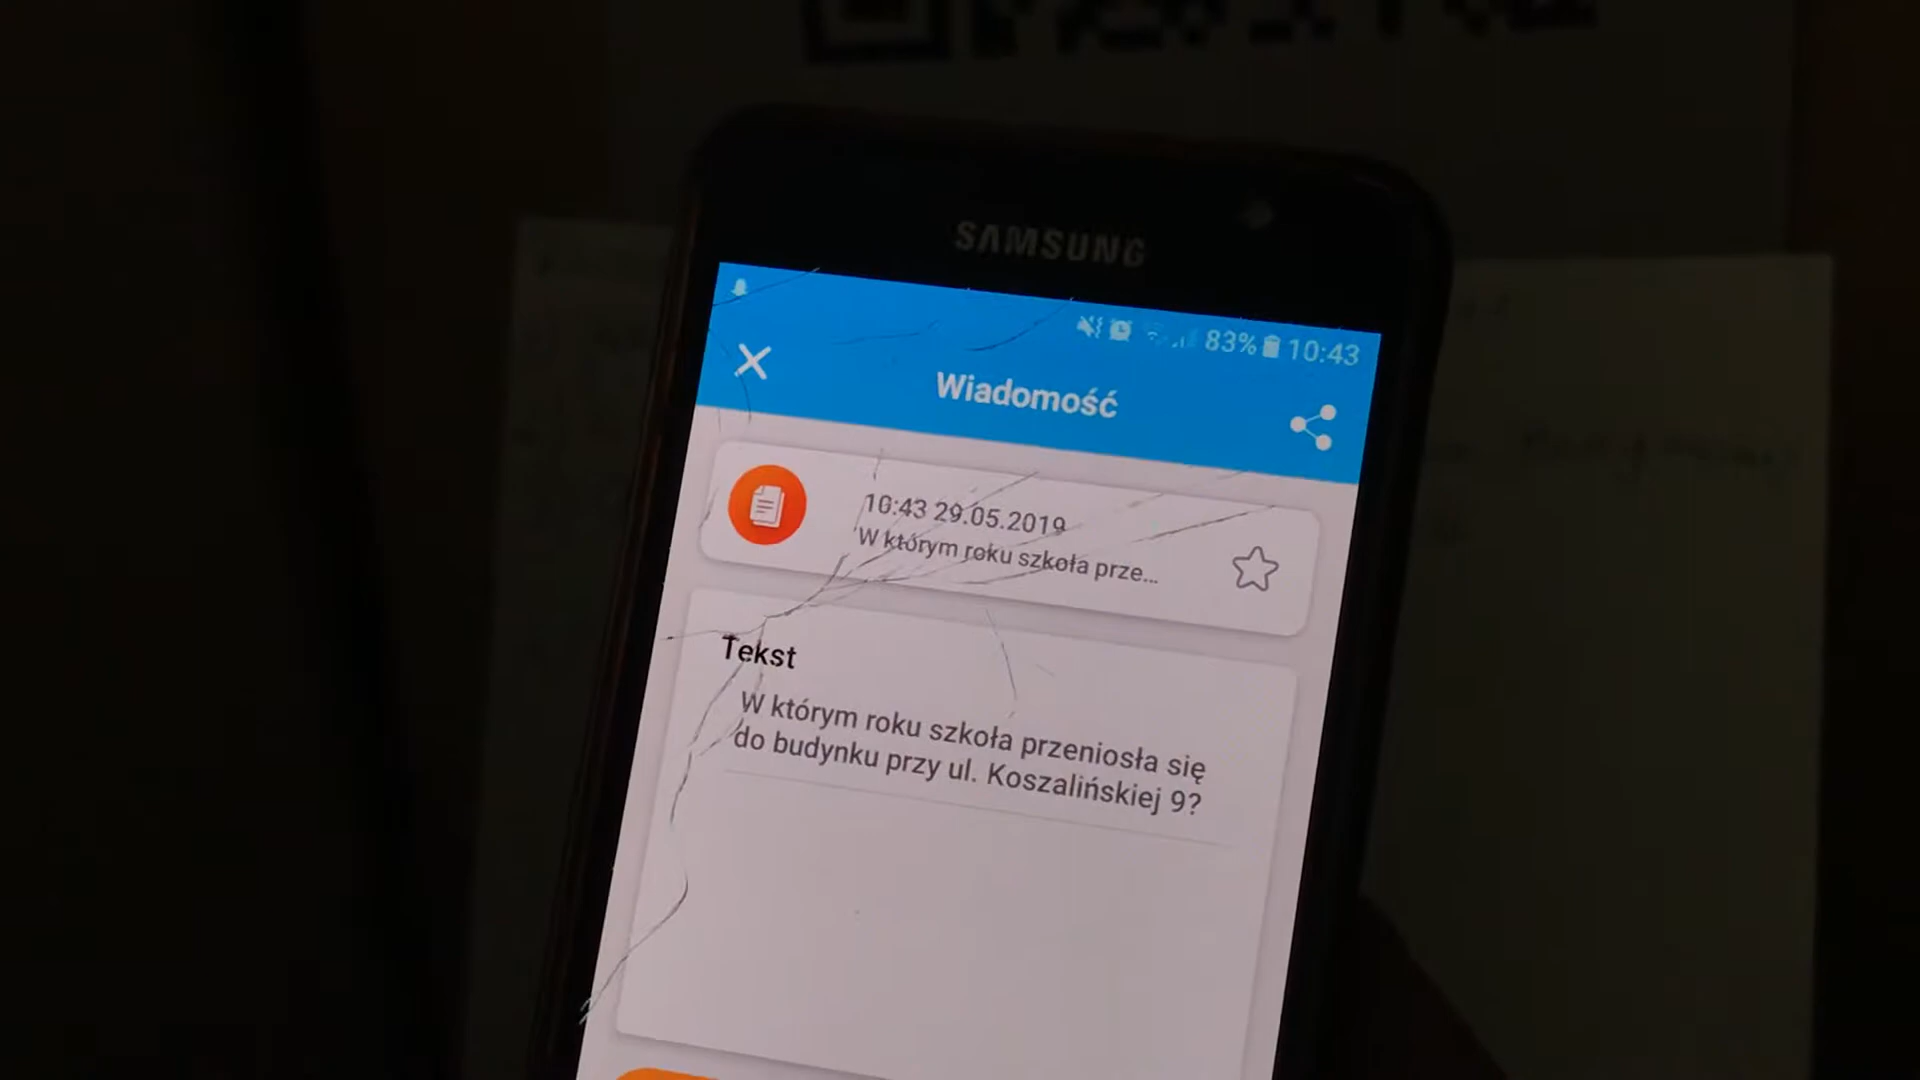 SAMSUNG
83% 10:43
Wiadomość
10:43 29.05.2019
W którym roku szkoła prze...
Tekst
W którym roku szkoła przeniosła się
do budynku przy ul. Koszalińskiej 9?